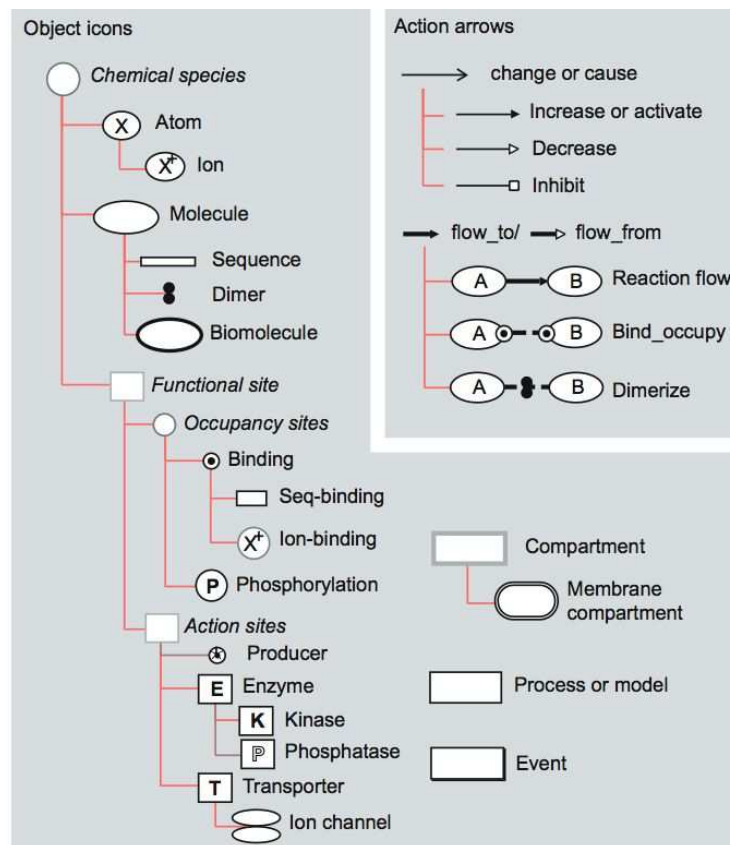 Object icons
Chemical species
X Atom
X+ Ion
Molecule
Sequence
Dimer
Biomolecule
Functional site
Occupancy sites
Binding
Seq-binding
X+ Ion-binding
P Phosphorylation
Action sites
Producer
E Enzyme
K Kinase
P Phosphatase
T Transporter
Ion channel
Action arrows
change or cause
Increase or activate
Decrease
Inhibit
flow_to/ flow_from
A B Reaction flow
A B Bind_occupy
A B Dimerize
Compartment
Membrane
compartment
Process or model
Event